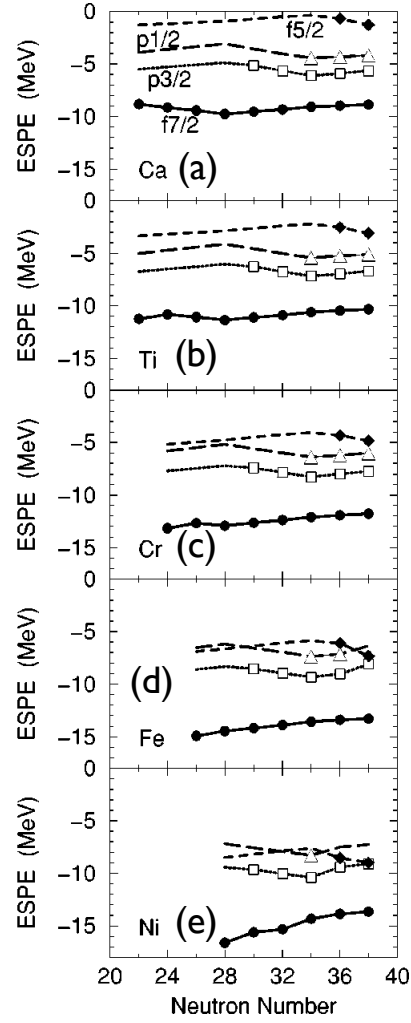 0
ESPE (MeV)
−5
−10
−15
p1/2
f5/2
p3/2
f7/2
Ca (a)
0
ESPE (MeV)
−5
−10
−15
Ti (b)
0
ESPE (MeV)
−5
−10
−15
Cr (c)
0
ESPE (MeV)
−5
−10
−15
(d)
Fe
0
ESPE (MeV)
−5
−10
−15
Ni (e)
20 24 28 32 36 40
Neutron Number